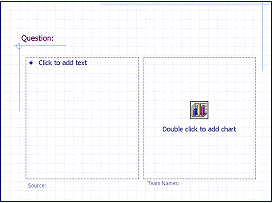 Question:
Click to add text
Double click to add chart
Source:
Team Names: